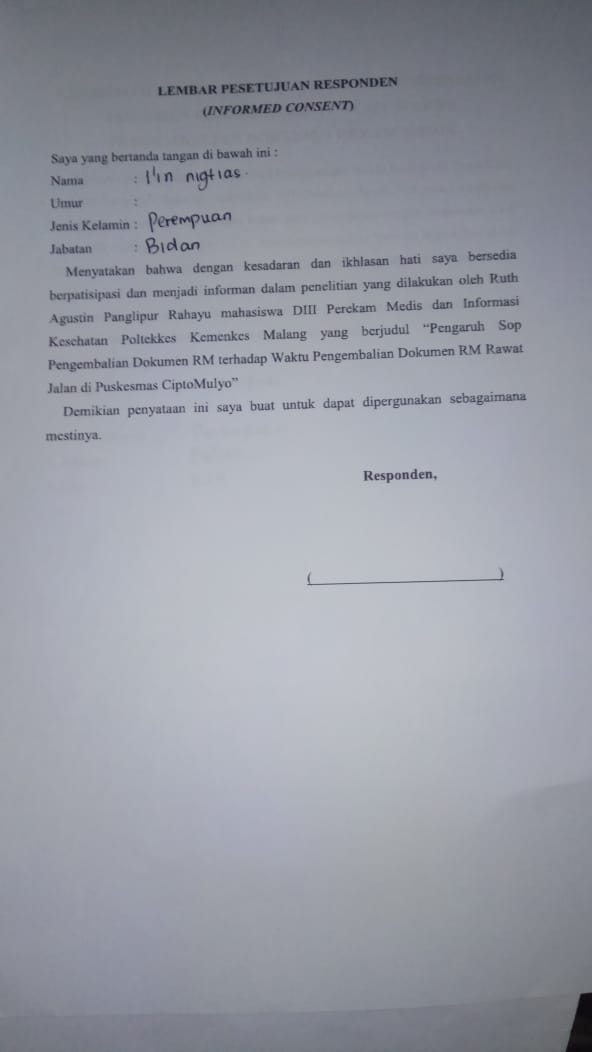 LEMBAR PESETUJUAN RESPONDEN
(INFORMED CONSENT)
Saya yang bertanda tangan di bawah ini :
Nama : Iin nigtias.
Umur :
Jenis Kelamin : Perempuan
Jabatan : Bidan
Menyatakan bahwa dengan kesadaran dan ikhlasan hati saya bersedia
berpatisipasi dan menjadi informan dalam penelitian yang dilakukan oleh Ruth
Agustin Panglipur Rahayu mahasiswa DIII Perekam Medis dan Informasi
Kesehatan Poltekkes Kemenkes Malang yang berjudul “Pengaruh Sop
Pengembalian Dokumen RM terhadap Waktu Pengembalian Dokumen RM Rawat
Jalan di Puskesmas CiptoMulyo”
Demikian penyataan ini saya buat untuk dapat dipergunakan sebagaimana
mestinya.
Responden,
( )